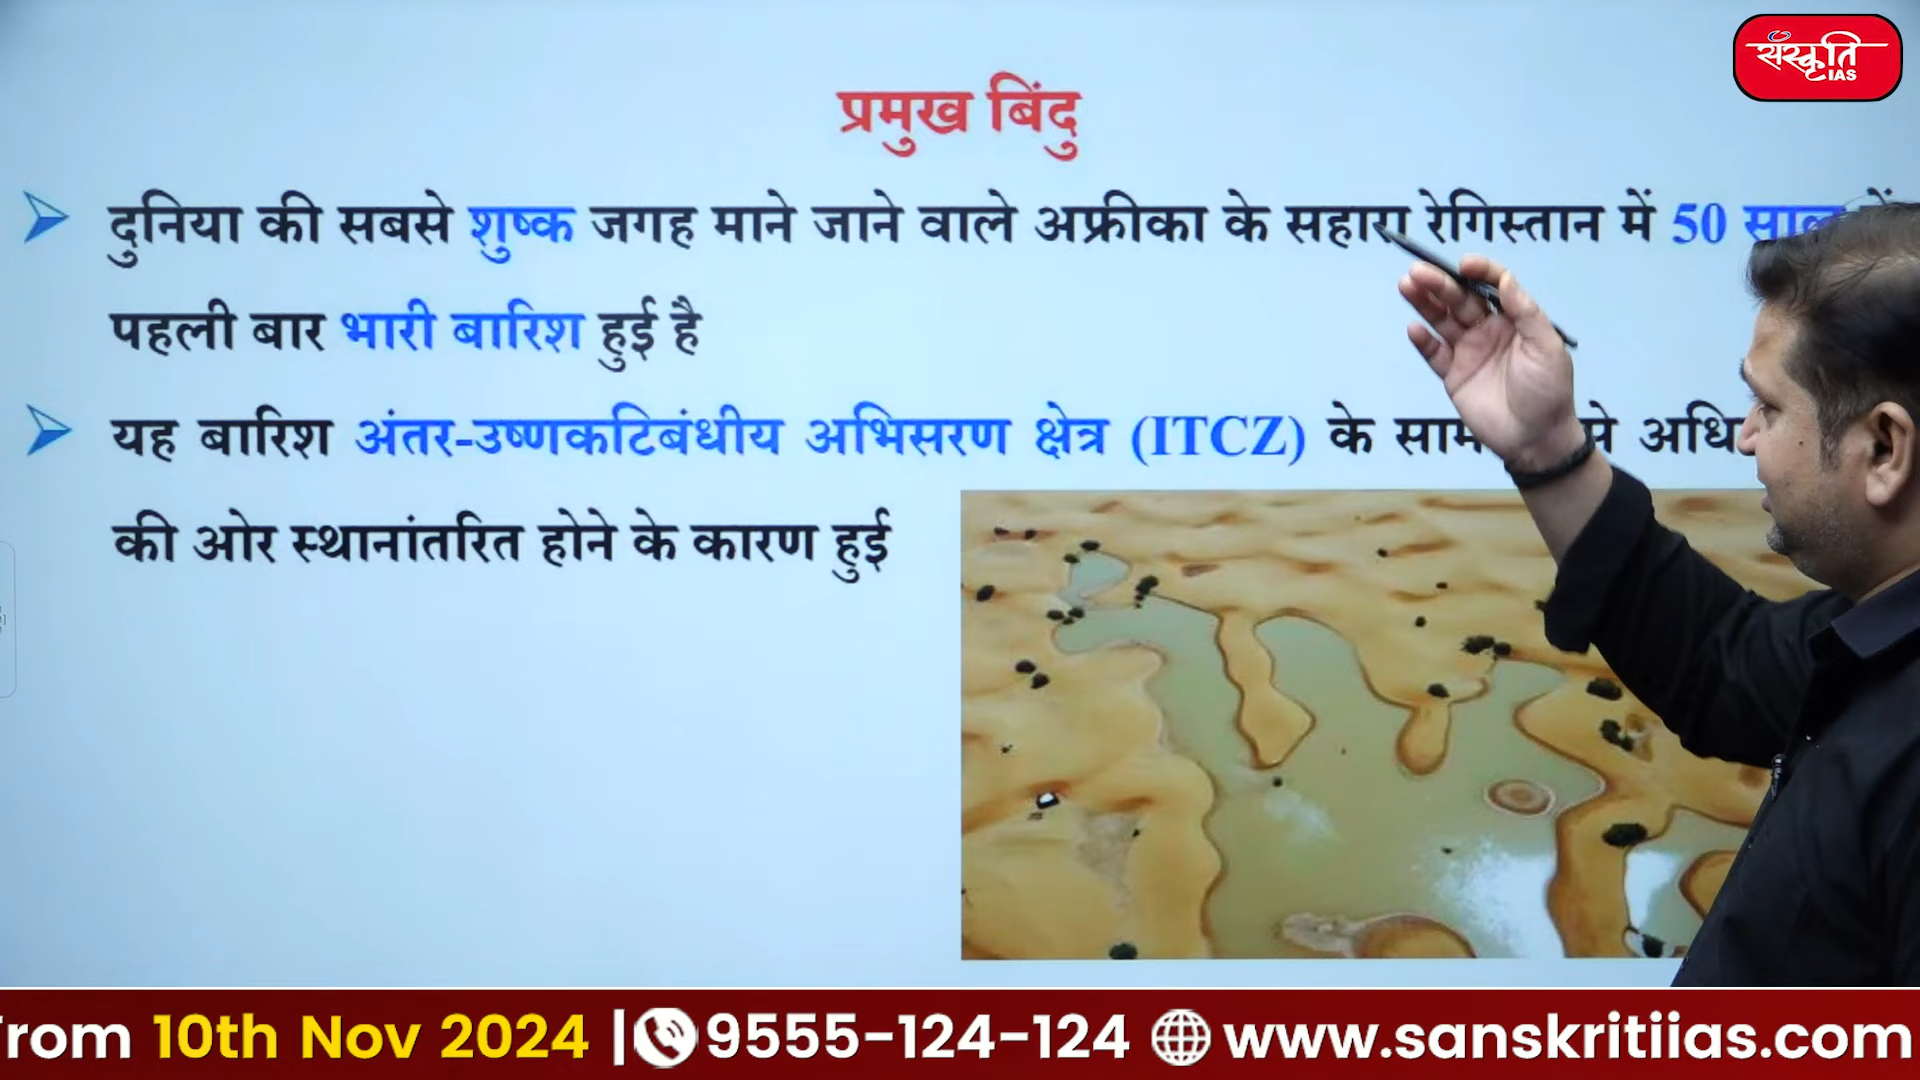 संस्कृति
IAS
प्रमुख बिंदु
दुनिया की सबसे शुष्क जगह माने जाने वाले अफ्रीका के सहारा रेगिस्तान में 50 साल में
पहली बार भारी बारिश हुई है
यह बारिश अंतर-उष्णकटिबंधीय अभिसरण क्षेत्र (ITCZ) के से
की ओर स्थानांतरित होने के कारण हुई
from 10th Nov 2024 | 9555-124-124 www.sanskritiias.com